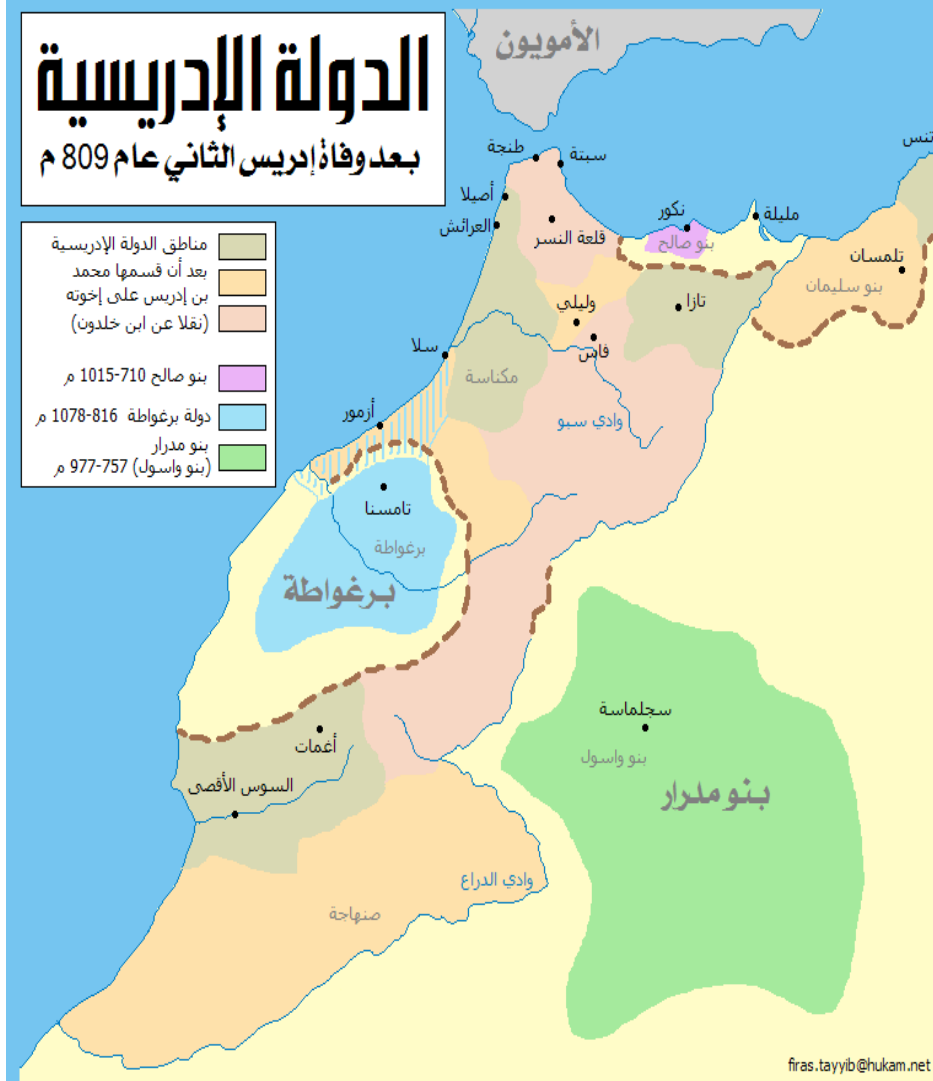 الدولة الإدريسية
بعد وفاة إدريس الثاني عام 809 م
مناطق الدولة الإدريسية
بعد أن قسمها محمد
بن إدريس على إخوته
(نقلا عن ابن خلدون)
بنو صالح 710-1015 م
دولة برغواطة 816-1078 م
بنو مدرار
(بنو واسول) 757-977 م
الأمويون
تنس
طنجة
سبتة
أصيلا
العرائش
قلعة النسر
نكور
بنو صالح
مليلة
تلمسان
بنو سليمان
وليلي
تازا
فاس
سلا
مكناسة
وادي سبو
أزمور
تامسنا
برغواطة
برغواطة
سجلماسة
بنو واسول
بنو مدرار
أغمات
السوس الأقصى
وادي الدراع
صنهاجة
firas.tayyib@hukam.net